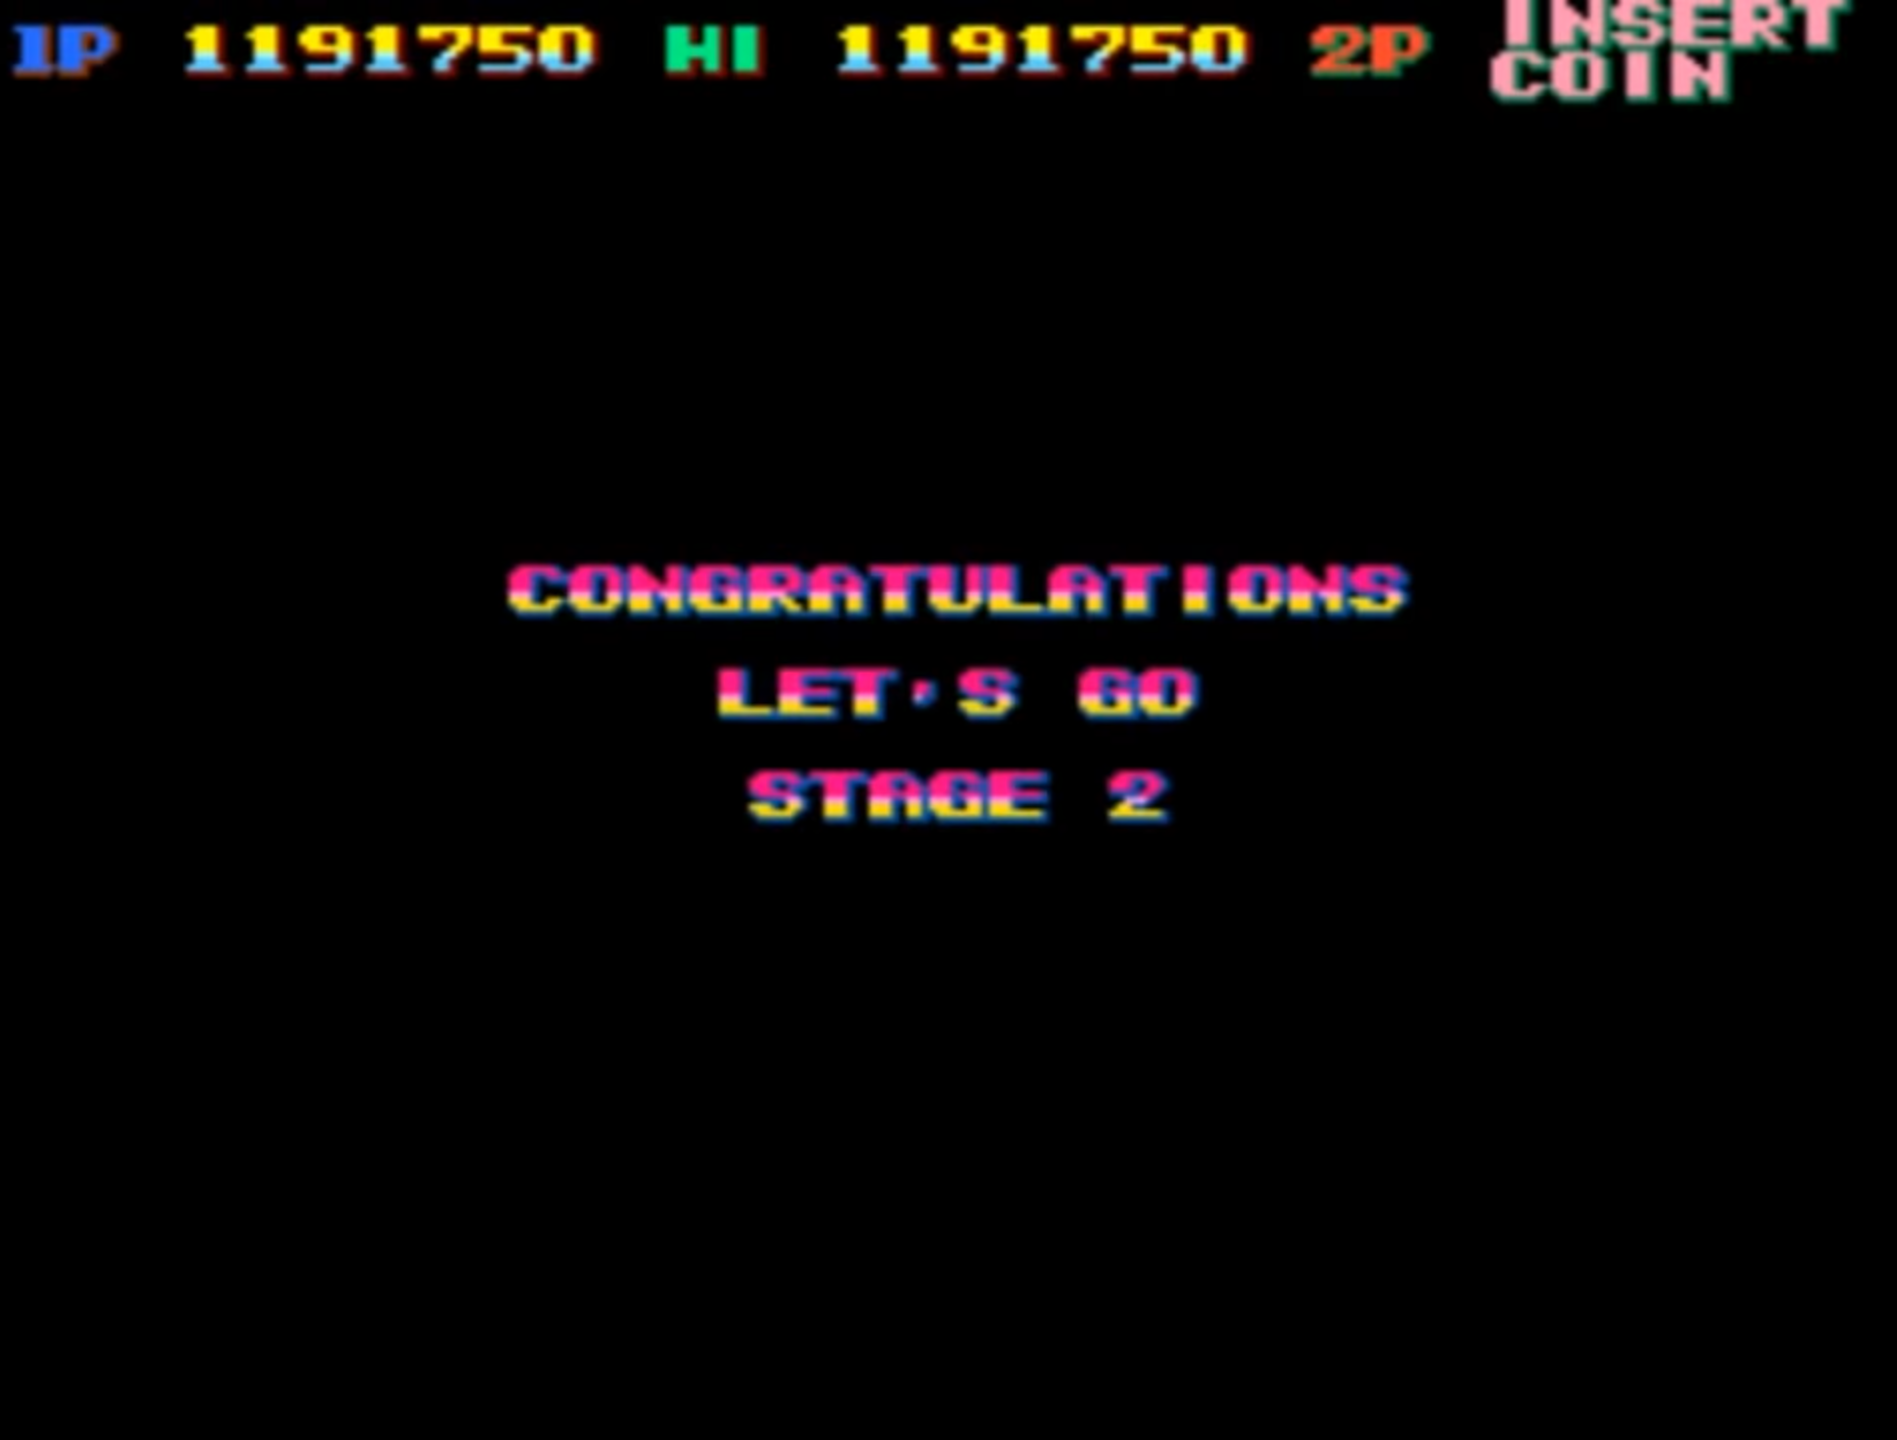 1P 1191750 HI 1191750 2P INSERT
COIN
CONGRATULATIONS
LET'S GO
STAGE 2